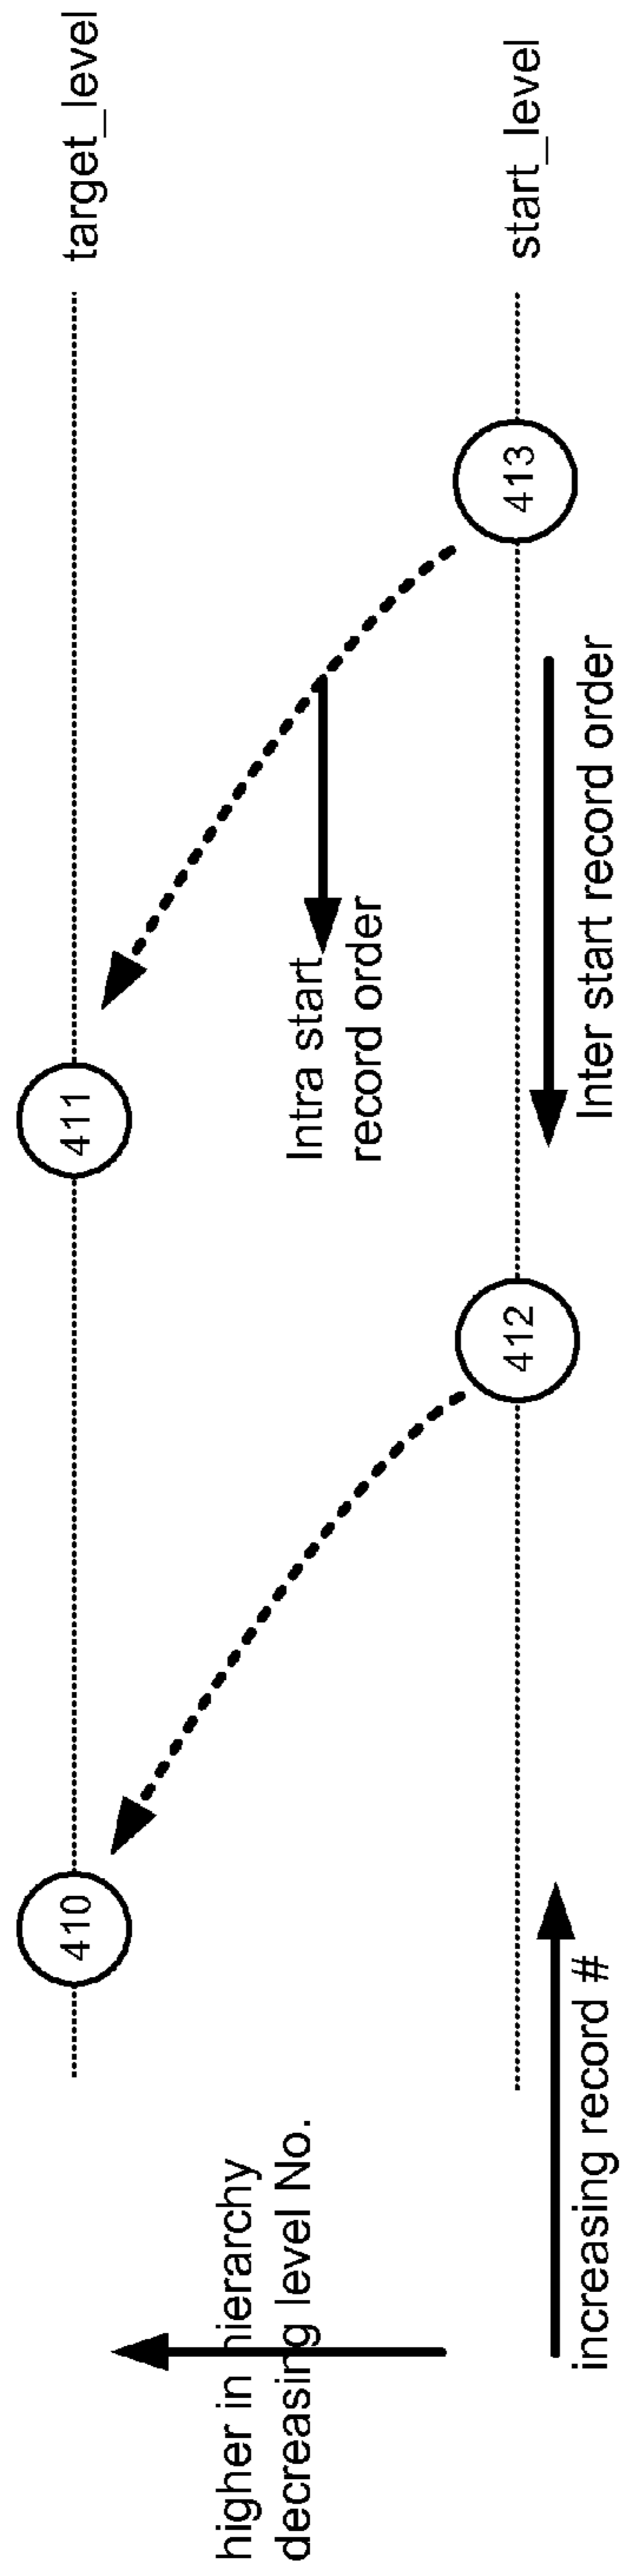 target_level
410
411
higher in hierarchy
decreasing level No.
Intra start
record order
412
413
start_level
increasing record #
Inter start record order